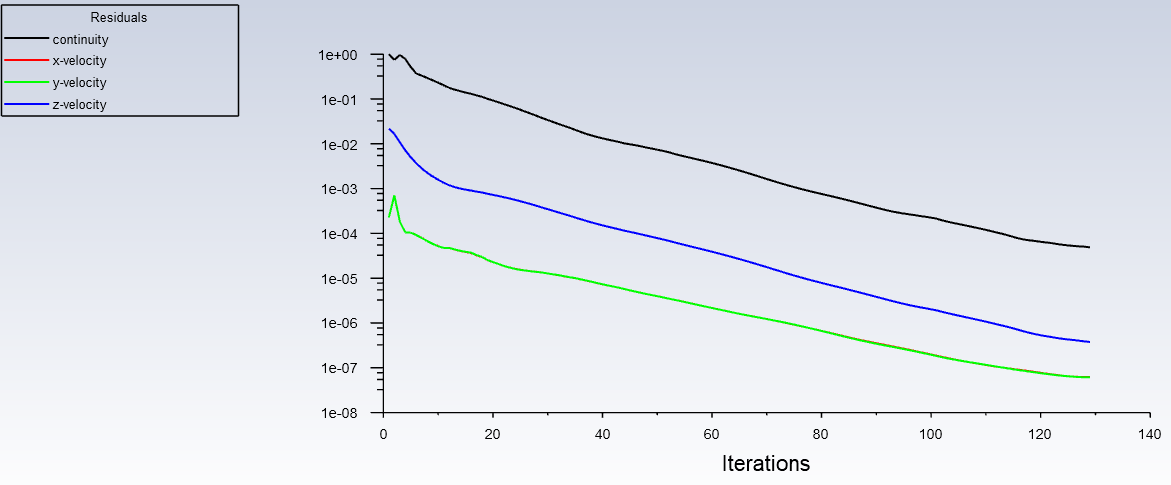 Residuals
continuity
x-velocity
y-velocity
z-velocity
1e+00
1e-01
1e-02
1e-03
1e-04
1e-05
1e-06
1e-07
1e-08
0 20 40 60 80 100 120 140
Iterations